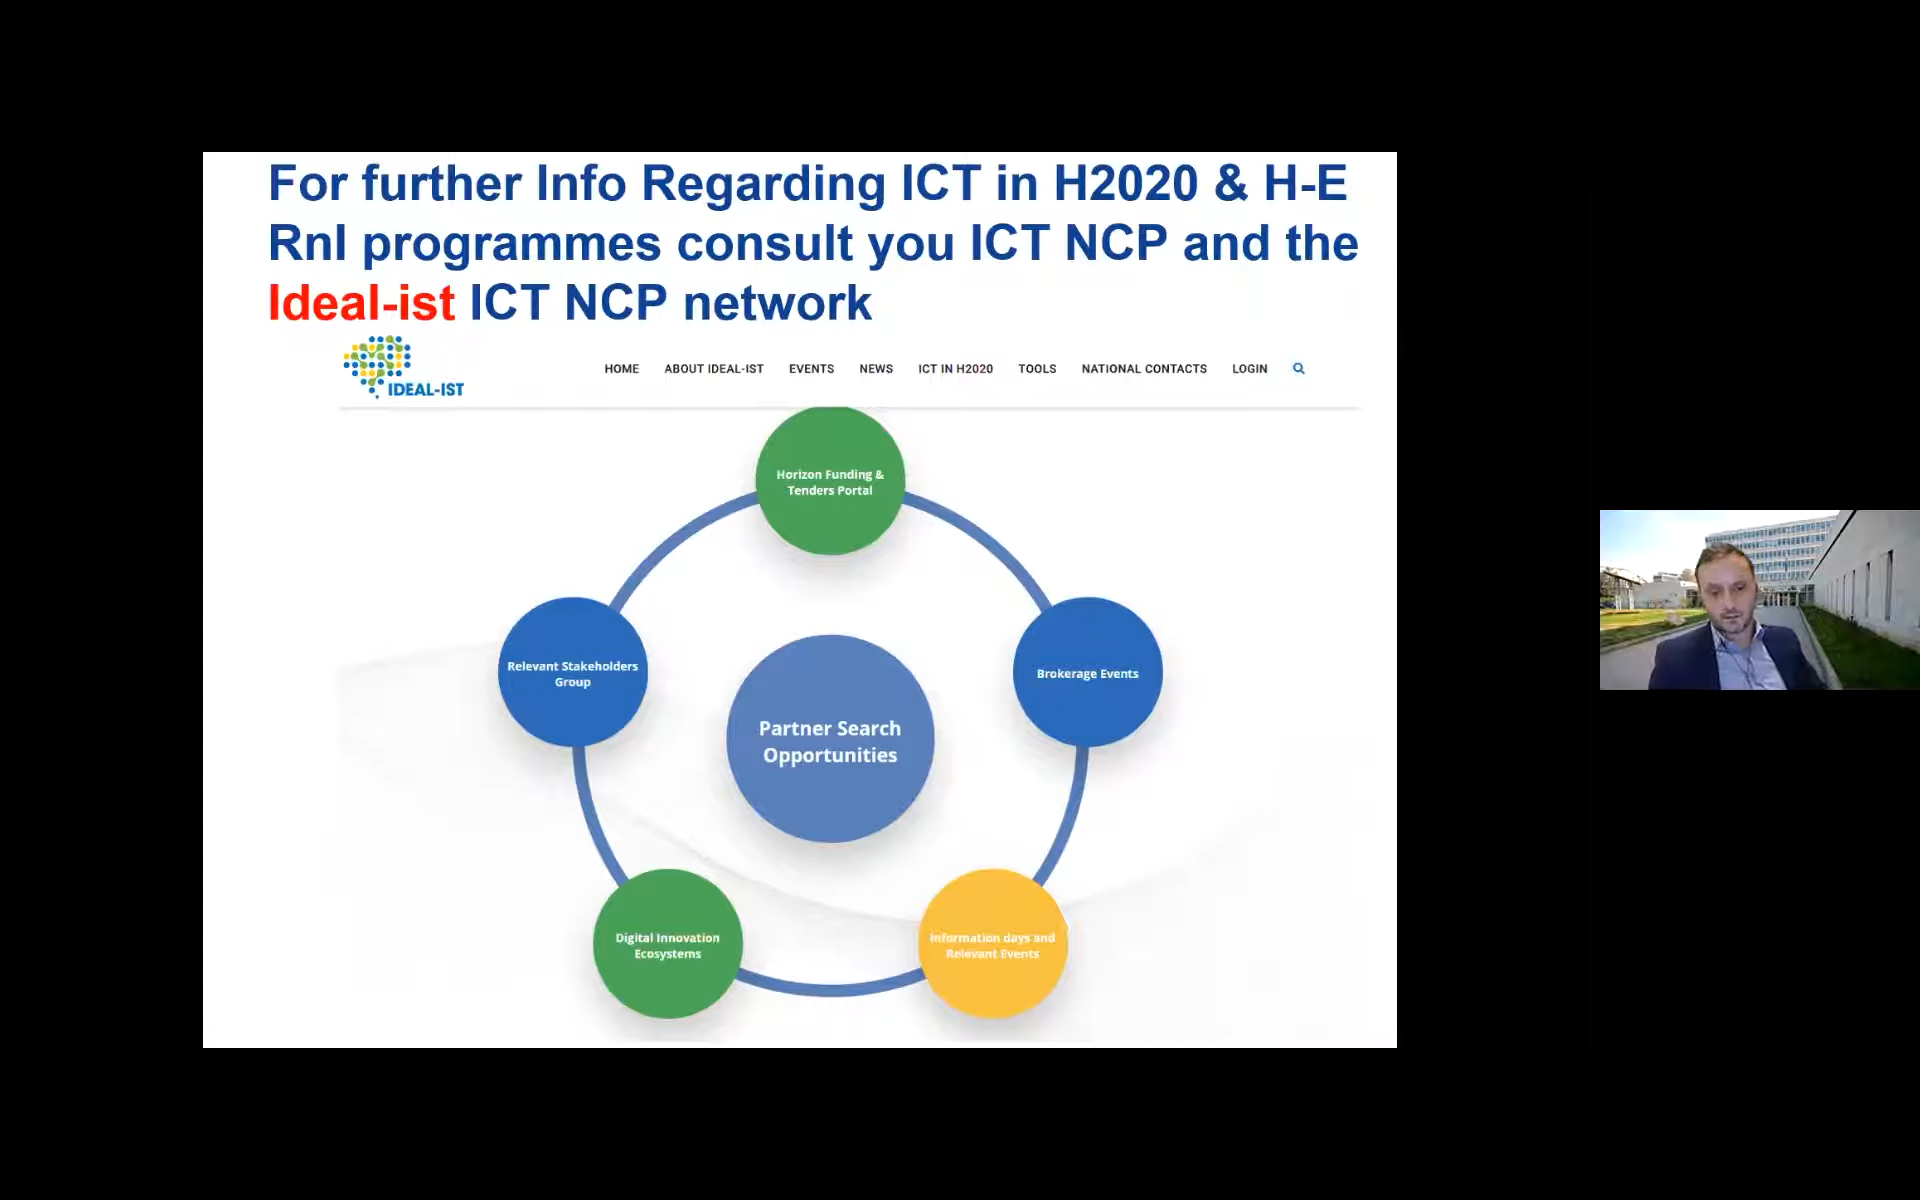 For further Info Regarding ICT in H2020 & H-E
RnI programmes consult you ICT NCP and the
Ideal-ist ICT NCP network
IDEAL-IST
HOME ABOUT IDEAL-IST EVENTS NEWS ICT IN H2020 TOOLS NATIONAL CONTACTS LOGIN
Horizon Funding &
Tenders Portal
Relevant Stakeholders
Group
Brokerage Events
Partner Search
Opportunities
Digital Innovation
Ecosystems
Information days and
Relevant Events